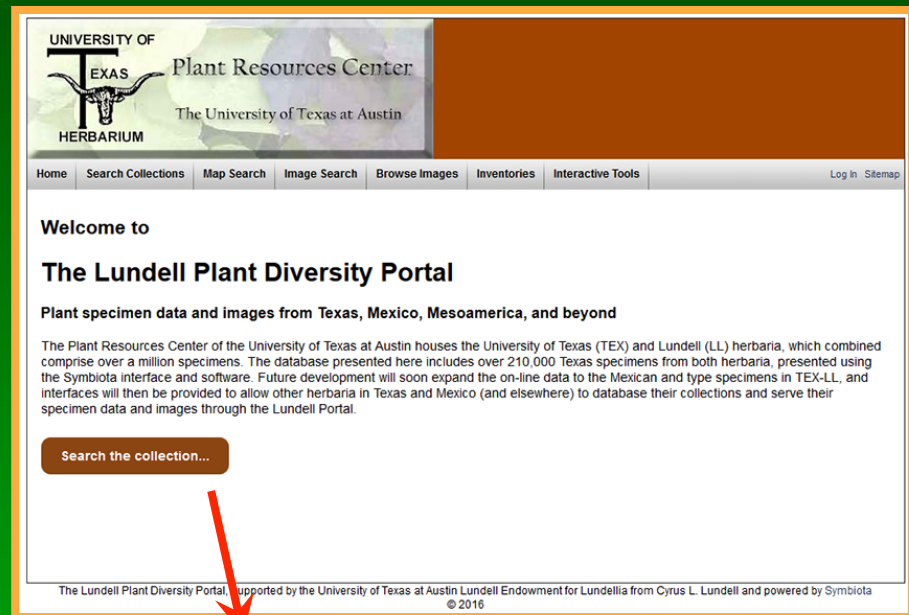 UNIVERSITY OF
EXAS
HERBARIUM
Plant Resources Center
The University of Texas at Austin
Home Search Collections Map Search Image Search Browse Images Inventories Interactive Tools Log In Sitemap
Welcome to
The Lundell Plant Diversity Portal
Plant specimen data and images from Texas, Mexico, Mesoamerica, and beyond
The Plant Resources Center of the University of Texas at Austin houses the University of Texas (TEX) and Lundell (LL) herbaria, which combined
comprise over a million specimens. The database presented here includes over 210,000 Texas specimens from both herbaria, presented using
the Symbiota interface and software. Future development will soon expand the on-line data to the Mexican and type specimens in TEX-LL, and
interfaces will then be provided to allow other herbaria in Texas and Mexico (and elsewhere) to database their collections and serve their
specimen data and images through the Lundell Portal.
Search the collection...
The Lundell Plant Diversity Portal, supported by the University of Texas at Austin Lundell Endowment for Lundellia from Cyrus L. Lundell and powered by Symbiota
© 2016